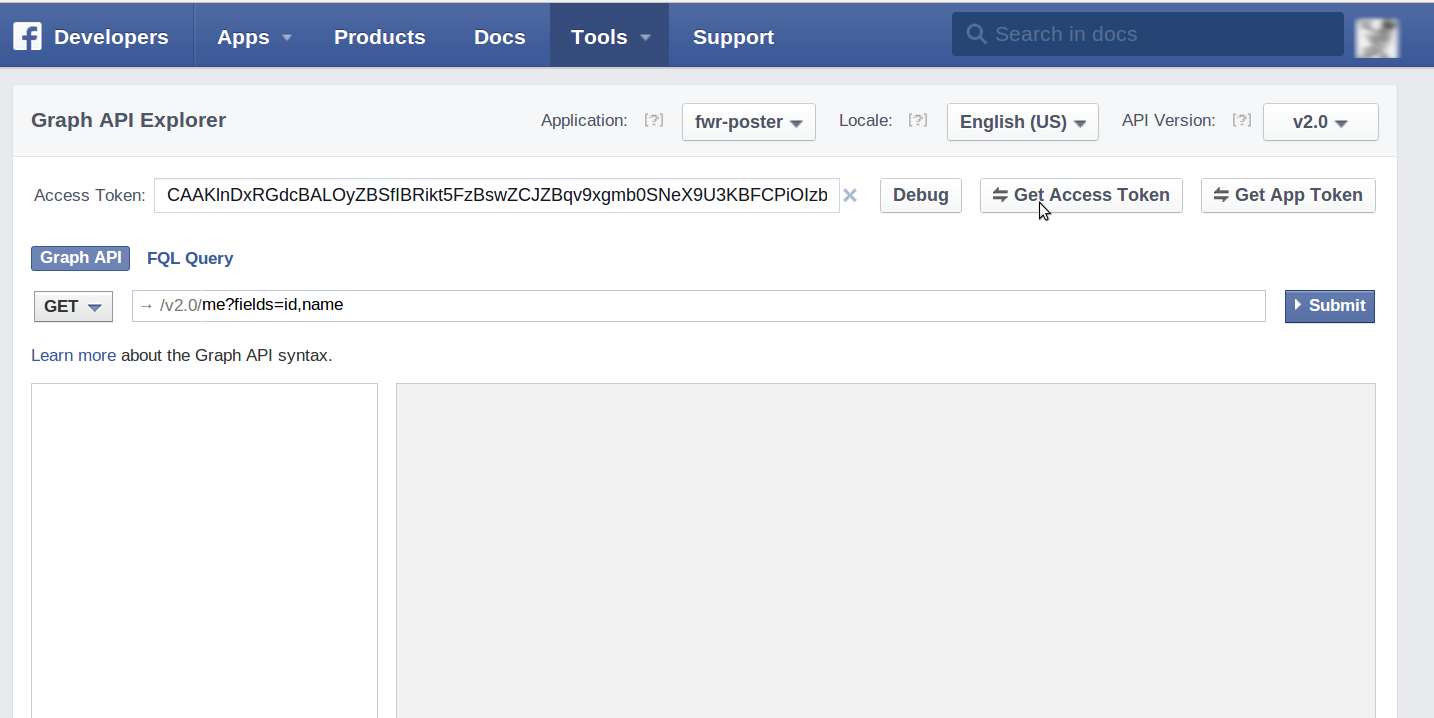 Developers Apps Products Docs Tools Support Search in docs
Graph API Explorer Application: [?] fwr-poster Locale: [?] English (US) API Version: [?] v2.0
Access Token: CAAKlnDxRGdcBALOyZBSflBRikt5FzBswZCJZBqv9xgmb0SNeX9U3KBFCPiOIzb Debug Get Access Token Get App Token
Graph API FQL Query
GET → /v2.0/me?fields=id,name Submit
Learn more about the Graph API syntax.